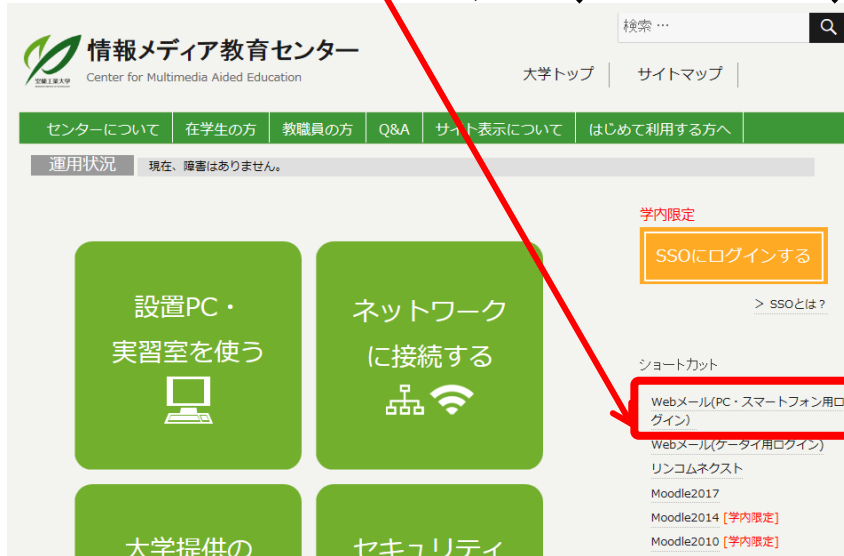 検索 …
情報メディア教育センター
室蘭工業大学
Center for Multimedia Aided Education
大学トップ
サイトマップ
センターについて
在学生の方
教職員の方
Q&A
サイト表示について
はじめて利用する方へ
運用状況
現在、障害はありません。
学内限定
SSOにログインする
> SSOとは?
設置PC・
実習室を使う
ネットワーク
に接続する
ショートカット
Webメール(PC・スマートフォン用ロ
グイン)
Webメール(ケータイ用ログイン)
リンコムネクスト
Moodle2017
Moodle2014 [学内限定]
Moodle2010 [学内限定]
大学提供の
セキュリティ